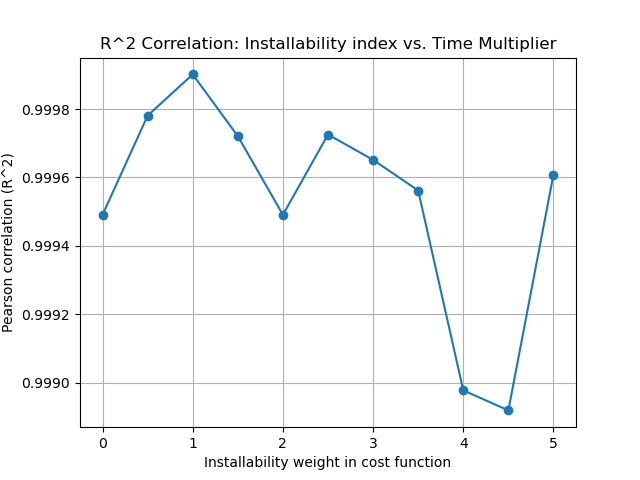 R^2 Correlation: Installability index vs. Time Multiplier
Pearson correlation (R^2)
0.9998
0.9996
0.9994
0.9992
0.9990
0 1 2 3 4 5
Installability weight in cost function